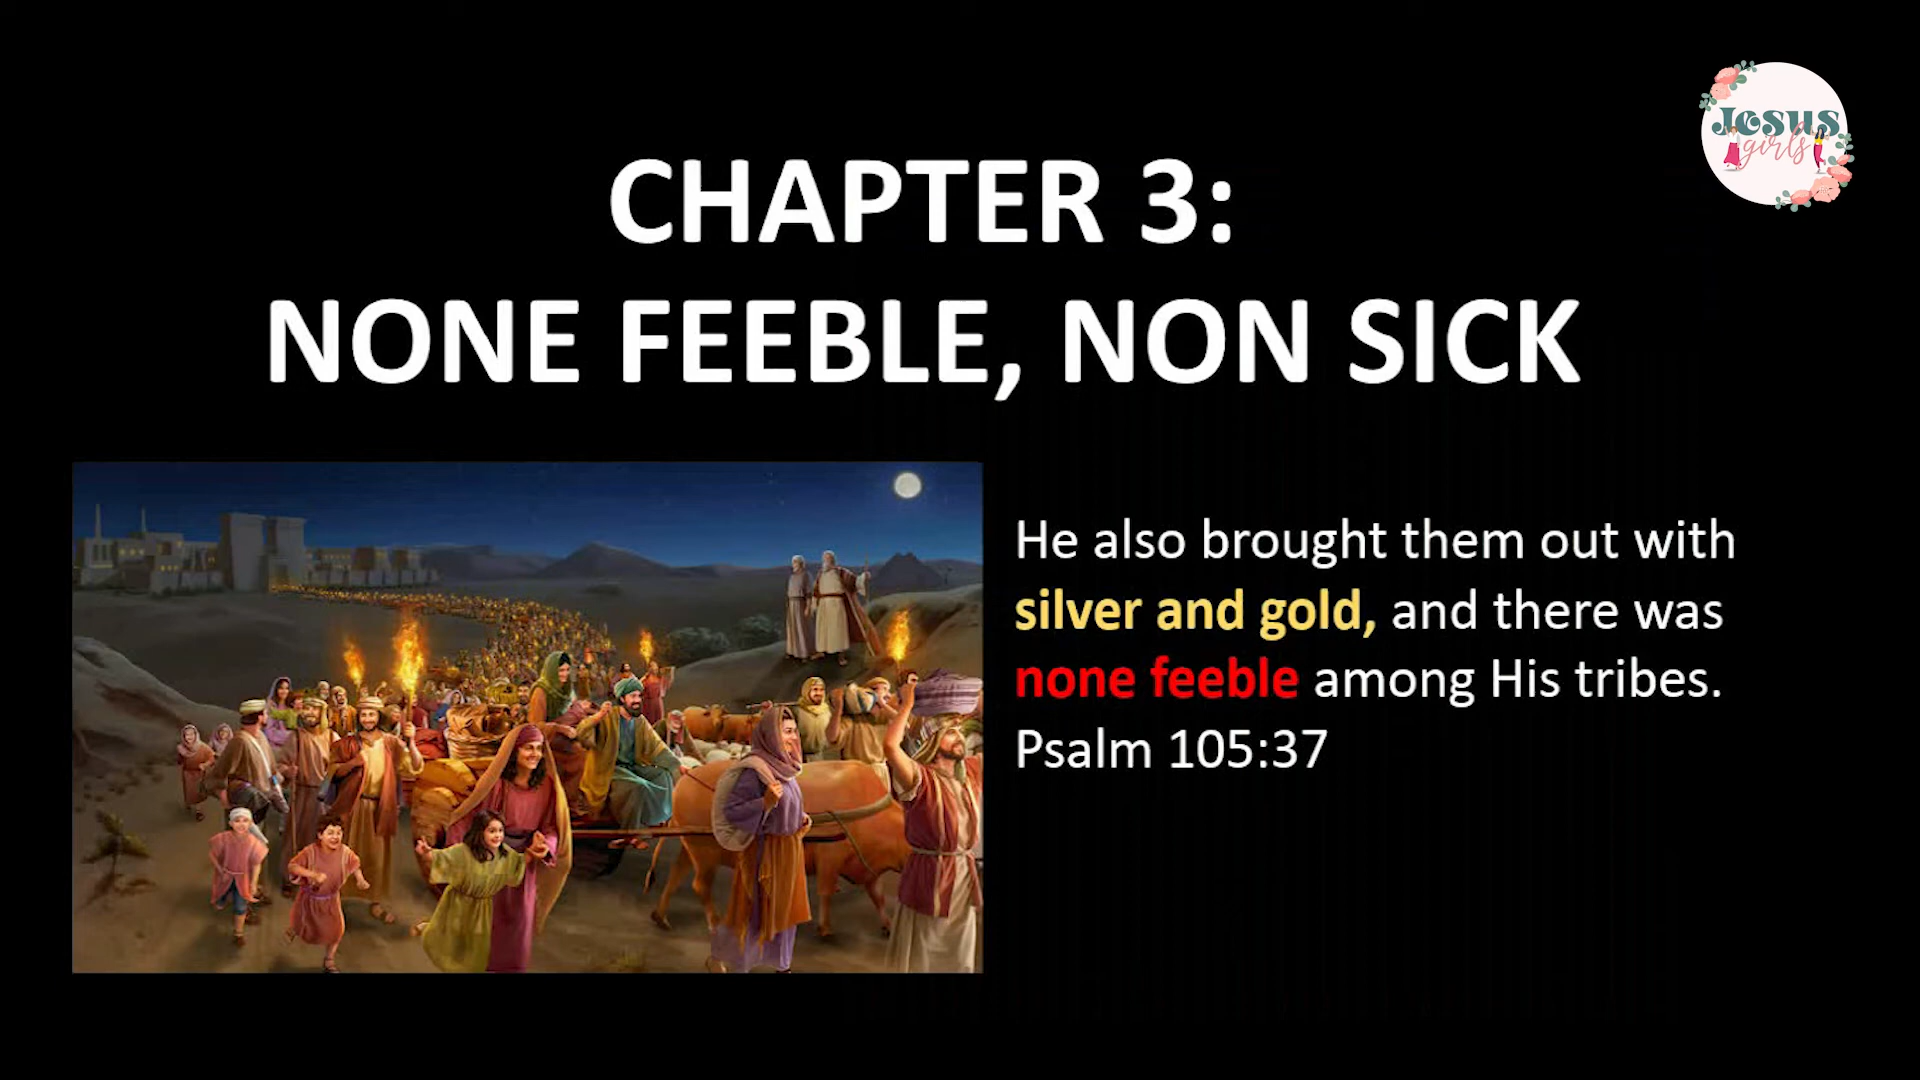 Jesus
girls
CHAPTER 3:
NONE FEEBLE, NON SICK
He also brought them out with
silver and gold, and there was
none feeble among His tribes.
Psalm 105:37